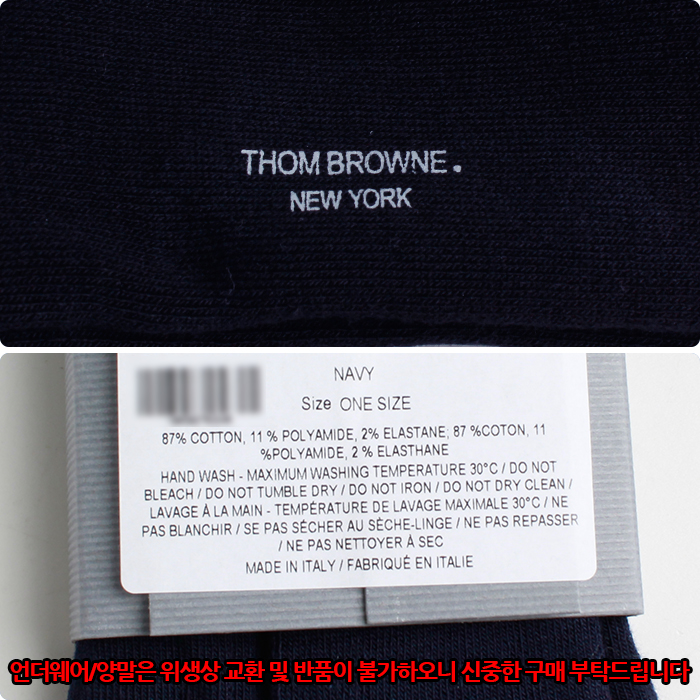 THOM BROWNE.
NEW YORK
NAVY
Size ONE SIZE
87% COTTON, 11 % POLYAMIDE, 2% ELASTANE; 87 %COTON, 11
%POLYAMIDE, 2 % ELASTHANE
HAND WASH - MAXIMUM WASHING TEMPERATURE 30°C / DO NOT
BLEACH / DO NOT TUMBLE DRY / DO NOT IRON / DO NOT DRY CLEAN /
LAVAGE À LA MAIN - TEMPÉRATURE DE LAVAGE MAXIMALE 30°C / NE
PAS BLANCHIR / SE PAS SÉCHER AU SÈCHE-LINGE / NE PAS REPASSER
/ NE PAS NETTOYER À SEC
MADE IN ITALY / FABRIQUÉ EN ITALIE
언더웨어/양말은 위생상 교환 및 반품이 불가하오니 신중한 구매 부탁드립니다